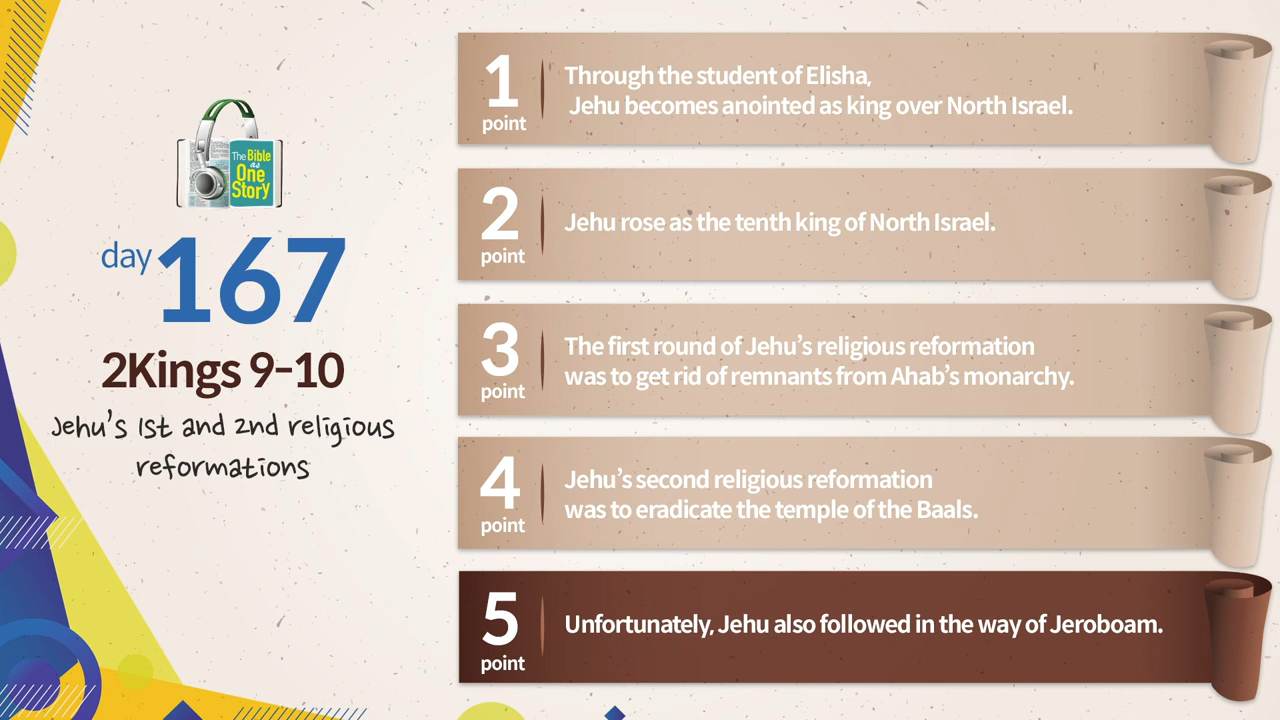 The Bible
as
One
Story
day 167
2Kings 9-10
Jehu's 1st and 2nd religious
reformations
1
point
Through the student of Elisha,
Jehu becomes anointed as king over North Israel.
2
point
Jehu rose as the tenth king of North Israel.
3
point
The first round of Jehu's religious reformation
was to get rid of remnants from Ahab's monarchy.
4
point
Jehu's second religious reformation
was to eradicate the temple of the Baals.
5
point
Unfortunately, Jehu also followed in the way of Jeroboam.